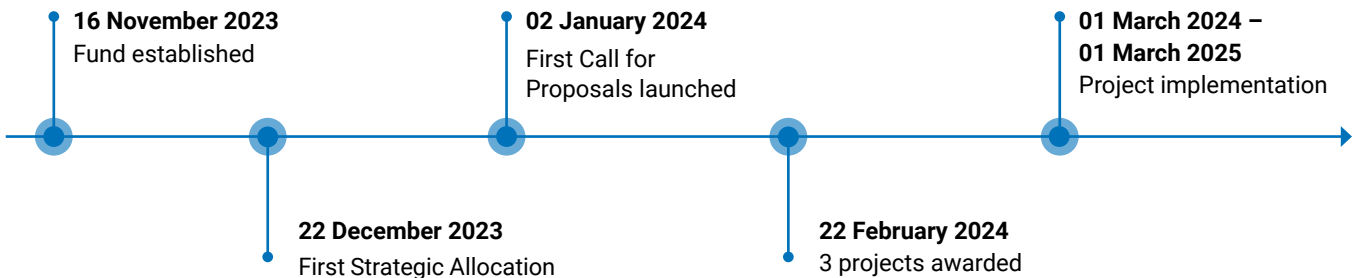 16 November 2023
Fund established
22 December 2023
First Strategic Allocation
02 January 2024
First Call for
Proposals launched
22 February 2024
3 projects awarded
01 March 2024 –
01 March 2025
Project implementation